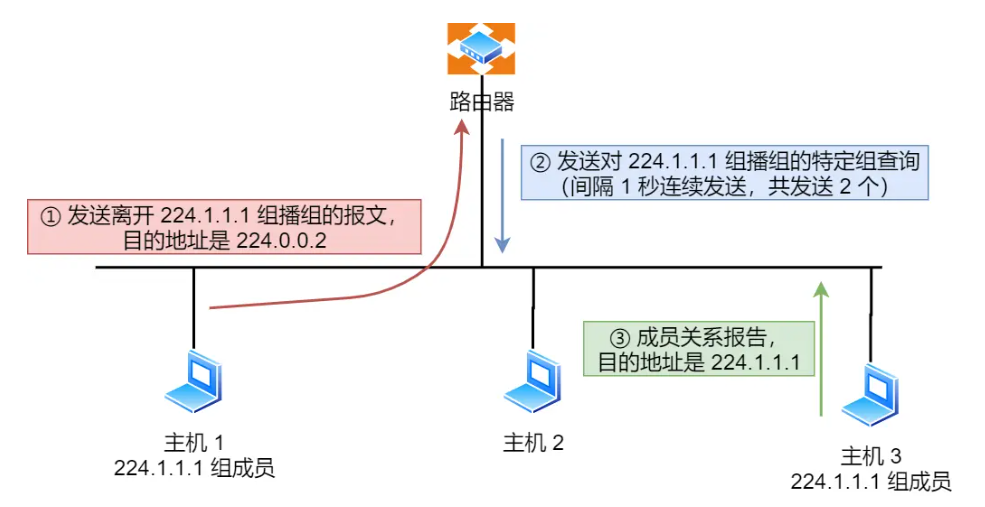 路由器
② 发送对 224.1.1.1 组播组的特定组查询
（间隔 1 秒连续发送，共发送 2 个）
① 发送离开 224.1.1.1 组播组的报文，
目的地址是 224.0.0.2
③ 成员关系报告，
目的地址是 224.1.1.1
主机 1
224.1.1.1 组成员
主机 2
主机 3
224.1.1.1 组成员